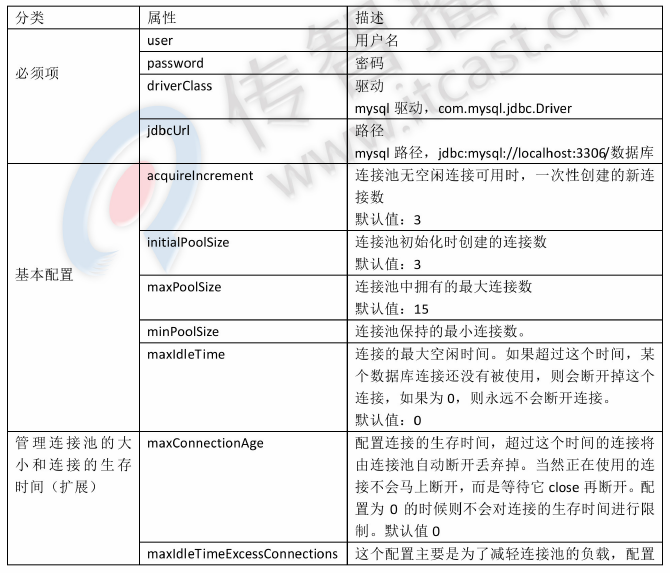 分类 属性 描述
必须项 user 用户名
password 密码
driverClass 驱动
mysql 驱动，com.mysql.jdbc.Driver
jdbcUrl 路径
mysql 路径，jdbc:mysql://localhost:3306/数据库
基本配置 acquireIncrement 连接池无空闲连接可用时，一次性创建的新连
接数
默认值：3
initialPoolSize 连接池初始化时创建的连接数
默认值：3
maxPoolSize 连接池中拥有的最大连接数
默认值：15
minPoolSize 连接池保持的最小连接数。
maxIdleTime 连接的最大空闲时间。如果超过这个时间，某
个数据库连接还没有被使用，则会断开掉这个
连接，如果为 0，则永远不会断开连接。
默认值：0
管理连接池的大
小和连接的生存
时间（扩展）
maxConnectionAge 配置连接的生存时间，超过这个时间的连接将
由连接池自动断开丢弃掉。当然正在使用的连
接不会马上断开，而是等待它 close 再断开。配
置为 0 的时候则不会对连接的生存时间进行限
制。默认值 0
maxIdleTimeExcessConnections 这个配置主要是为了减轻连接池的负载，配置
传智播
www.itcast.cn